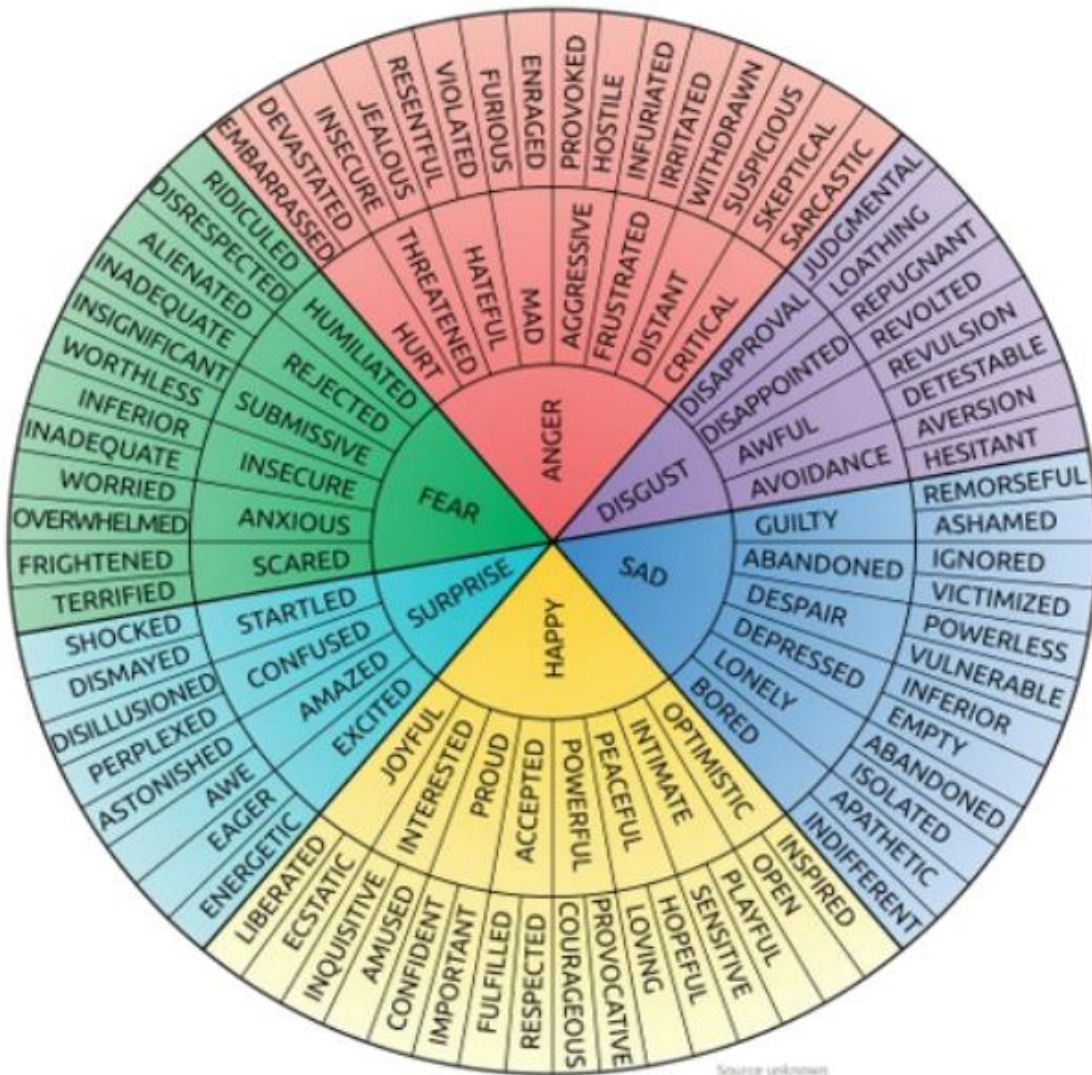 ANGER
DISGUST
SAD
HAPPY
SURPRISE
FEAR
HURT
THREATENED
HATEFUL
MAD
AGGRESSIVE
FRUSTRATED
DISTANT
CRITICAL
DISAPPROVAL
DISAPPOINTED
AWFUL
AVOIDANCE
GUILTY
ABANDONED
DESPAIR
DEPRESSED
LONELY
BORED
OPTIMISTIC
INTIMATE
PEACEFUL
POWERFUL
ACCEPTED
PROUD
INTERESTED
JOYFUL
EXCITED
AMAZED
CONFUSED
STARTLED
SCARED
ANXIOUS
INSECURE
SUBMISSIVE
REJECTED
HUMILIATED
EMBARRASSED
DEVASTATED
INSECURE
JEALOUS
RESENTFUL
VIOLATED
FURIOUS
ENRAGED
PROVOKED
HOSTILE
INFURIATED
IRRITATED
WITHDRAWN
SUSPICIOUS
SKEPTICAL
SARCASTIC
JUDGMENTAL
LOATHING
REPUGNANT
REVOLTED
REVULSION
DETESTABLE
AVERSION
HESITANT
REMORSEFUL
ASHAMED
IGNORED
VICTIMIZED
POWERLESS
VULNERABLE
INFERIOR
EMPTY
ABANDONED
ISOLATED
APATHETIC
INDIFFERENT
INSPIRED
OPEN
PLAYFUL
SENSITIVE
HOPEFUL
LOVING
PROVOCATIVE
COURAGEOUS
RESPECTED
FULFILLED
IMPORTANT
CONFIDENT
AMUSED
INQUISITIVE
ECSTATIC
LIBERATED
ENERGETIC
EAGER
AWE
ASTONISHED
PERPLEXED
DISILLUSIONED
DISMAYED
SHOCKED
TERRIFIED
FRIGHTENED
OVERWHELMED
WORRIED
INADEQUATE
INFERIOR
WORTHLESS
INSIGNIFICANT
INADEQUATE
ALIENATED
DISRESPECTED
RIDICULED
Source unknown